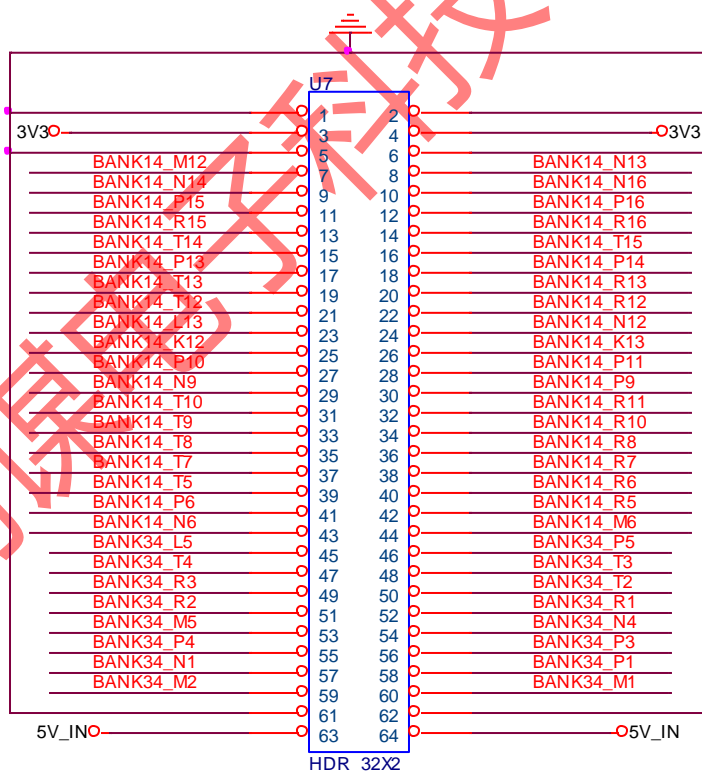 U7
1 2
3V3 3 4 3V3
5 6
BANK14_M12 7 8 BANK14_N13
BANK14_N14 9 10 BANK14_N16
BANK14_P15 11 12 BANK14_P16
BANK14_R15 13 14 BANK14_R16
BANK14_T14 15 16 BANK14_T15
BANK14_P13 17 18 BANK14_P14
BANK14_T13 19 20 BANK14_R13
BANK14_T12 21 22 BANK14_R12
BANK14_L13 23 24 BANK14_N12
BANK14_K12 25 26 BANK14_K13
BANK14_P10 27 28 BANK14_P11
BANK14_N9 29 30 BANK14_P9
BANK14_T10 31 32 BANK14_R11
BANK14_T9 33 34 BANK14_R10
BANK14_T8 35 36 BANK14_R8
BANK14_T7 37 38 BANK14_R7
BANK14_T5 39 40 BANK14_R6
BANK14_P6 41 42 BANK14_R5
BANK14_N6 43 44 BANK14_M6
BANK34_L5 45 46 BANK34_P5
BANK34_T4 47 48 BANK34_T3
BANK34_R3 49 50 BANK34_T2
BANK34_R2 51 52 BANK34_R1
BANK34_M5 53 54 BANK34_N4
BANK34_P4 55 56 BANK34_P3
BANK34_N1 57 58 BANK34_P1
BANK34_M2 59 60 BANK34_M1
61 62
5V_IN 63 64 5V_IN
HDR 32X2
电子科技